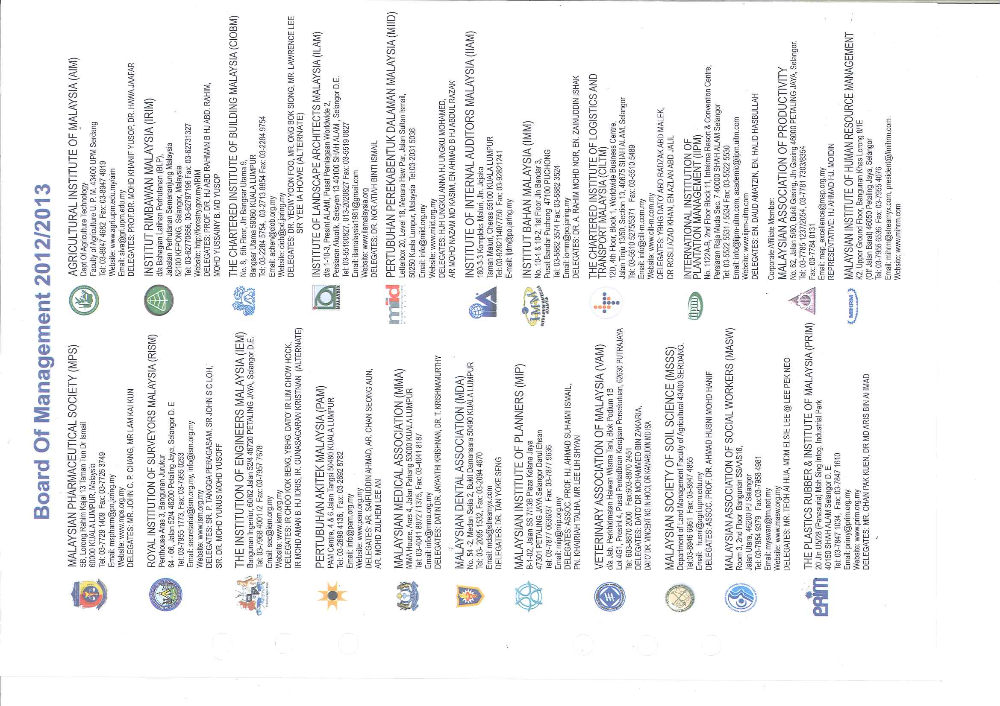 Board Of Management 2012/2013
MALAYSIAN PHARMACEUTICAL SOCIETY (MPS)
5B, Lorong Rahim Kajai 13 Taman Tun Dr Ismail
60000 KUALA LUMPUR, Malaysia
Tel: 03-7729 1409 Fax: 03-7726 3749
Email: mspharm@po.jaring.my
Website: www.mps.org.my
DELEGATES: MR. JOHN C. P. CHANG, MR LAM KAI KUN
ROYAL INSTITUTION OF SURVEYORS MALAYSIA (RISM)
Penthouse Aras 3, Bangunan Jurukur
64 - 66, Jalan 52/4 46200 Petaling Jaya, Selangor D. E
Tel: 03-7955 1773, Fax: 03-7955 0253
Email: secretariat@ism.org.my, info@ism.org.my
Website: www.ism.org.my
DELEGATES: SR. P. TANGGA PERAGASAM, SR JOHN S C LOH,
SR. DR. MOHD YUNUS MOHD YUSOFF
THE INSTITUTION OF ENGINEERS MALAYSIA (IEM)
Bangunan Ingeniur, 60/62 Jalan 52/4 46720 PETALING JAYA, Selangor D.E.
Tel: 03-7968 4001 /2 Fax: 03-7957 7678
Email: sec@iem.org.my
Website: www.iem.org.my
DELEGATES: IR CHOO KOK BENG, YBHG. DATO' IR LIM CHOW HOCK,
IR MOHD AMAN B. HJ IDRIS, IR. GUNASAGARAN KRISTNAN (ALTERNATE)
PERTUBUHAN AKITEK MALAYSIA (PAM)
PAM Centre, 4 & 6 Jalan Tangsi 50480 KUALA LUMPUR
Tel: 03-2698 4136, Fax: 03-2692 8782
Email: info@pam.org.my
Website: www.pam.org.my
DELEGATES: AR. SAIFUDDIN AHMAD, AR. CHAN SEONG AUN,
AR. MOHD ZULHEM LEE AN
MALAYSIAN MEDICAL ASSOCIATION (MMA)
MMA House, Aras 4, Jalan Pahang 53000 KUALA LUMPUR
Tel: 03-4041 8972 / 1375, Fax: 03-4041 8187
Email: info@mma.org.my
DELEGATES: DATIN DR. JAYANTHI KRISHNAN, DR. T. KRISHNAMURTHY
MALAYSIAN DENTAL ASSOCIATION (MDA)
No. 54 -2, Medan Setia 2, Bukit Damansara 50490 KUALA LUMPUR
Tel: 03- 2095 1532, Fax: 03-2094 4670
Email: mda@streamyx.com
DELEGATES: DR. TAN YOKE SENG
MALAYSIAN INSTITUTE OF PLANNERS (MIP)
B-1-02, Jalan SS 7/13B Plaza Kelana Jaya
47301 PETALING JAYA Selangor Darul Ehsan
Tel: 03-7877 0636/37 Fax: 03-7877 9636
Email: mip@mip.org.my
DELEGATES: ASSOC. PROF. HJ. AHMAD SUHAIMI ISMAIL,
PN. KHAIRIAH TALHA, MR LEE LIH SHYAN
VETERINARY ASSOCIATION OF MALAYSIA (VAM)
d/a Jab. Perkhidmatan Haiwan Wisma Tani, Blok Podium 1B
Lot 4G1, Presint 4, Pusat Pentadbiran Kerajaan Persekutuan, 62630 PUTRAJAYA
Tel: 603-8870 2000 Fax:603-8870 2451
DELEGATES: DATO' DR MOHAMMED BIN ZAKARIA,
DATO' DR. VINCENT NG IN HOOI, DR KAMARUDIN MD ISA
MALAYSIAN SOCIETY OF SOIL SCIENCE (MSSS)
Department of Land Management Faculty of Agricultural 43400 SERDANG.
Tel:03-8946 6961 Fax: 03-8947 4855
Email: husni@agri.upm.edu.my
DELEGATES: ASSOC. PROF. DR. AHMAD HUSNI MOHD HANIF
MALAYSIAN ASSOCIATION OF SOCIAL WORKERS (MASW)
Room 3, 2nd Floor Bangunan SSAAS16,
Jalan Utara, 46200 PJ Selangor
Tel: 03-7954 9379 Fax:03-7958 4981
Email: myswan@tm.net.my
Website: www.masw.org.my
DELEGATES: MR. TEOH AI HUA, MDM ELSIE LEE @ LEE PEK NEO
PRIM
THE PLASTICS RUBBER & INSTITUTE OF MALAYSIA (PRIM)
20 Jln U5/28 (Panasuria) Mah Sing Integ. Industrial Park
40150 SHAH ALAM Selangor D. E.
Tel: 03-7847 1034, Fax: 03-7847 1610
Email: primy@prim.org.my
Website: www.prim.org.my
DELEGATES: MR. CHAN PAK KUEN, DR MD ARIS BIN AHMAD
AGRICULTURAL INSTITUTE OF MALAYSIA (AIM)
Dept Of Agriculture Technology
Faculty of Agriculture U. P. M. 43400 UPM Serdang
Tel: 03-8947 4682 Fax: 03-8947 4919
Website: www.agri.upm.edu.my/aim
Email: siva@gri.upm.edu.my
DELEGATES: PROF.DR. MOHD KHANIF YUSOP, DR. HAWA JAAFAR
INSTITUT RIMBAWAN MALAYSIA (IRIM)
d/a Bahagian Latihan Perhutanan (BLP),
Jabatan Perhutanan Semenanjung Malaysia
52100 KEPONG, Selangor, Malaysia
Tel: 03-62770856, 03-62797196 Fax: 03-62731327
Website: http://forestry.gov.my/IRIM
DELEGATES: PROF. DR. HJ ABD RAHMAN B HJ ABD. RAHIM,
MOHD YUSSAINY B. MD YUSOP
THE CHARTERED INSTITUTE OF BUILDING MALAYSIA (CIOBM)
No. 8, 5th Floor, Jln Bangsar Utama 9,
Bangsar Utama 59060 KUALA LUMPUR
Tel: 03-2284 5754, 03-2713 8854 Fax: 03-2284 9754
Email: achen@ciob.org.my
Website: ciob@pd.jaring.my
DELEGATES: DR. YEOW YOON FOO, MR. ONG BOK SIONG, MR. LAWRENCE LEE
SR YEE IA HOWE (ALTERNATE)
MALAYSIA
INSTITUTE OF LANDSCAPE ARCHITECTS MALAYSIA (ILAM)
d/a 1-10-3, Presint ALAMI, Pusat Perniagaan Worldwide 2,
Persiaran Akuatik, Seksyen 13 40100 SHAH ALAM , Selangor D.E.
Tel: 03-55190827, 013-2020827 Fax: 03-5519 0827
Email: ilamalaysia1981@gmail.com
Website: www.ilamalaysia.org
DELEGATES: DR. NOR ATIAH BINTI ISMAIL
miid
PERTUBUHAN PEREKABENTUK DALAMAN MALAYSIA (MIID)
Letterbox 20, Level 18, Menara Haw Par, Jalan Sultan Ismail,
50250 Kuala Lumpur, Malaysia Tel:03-2031 5036
Email: info@miid.org.my
Website: www.miid.org.my
DELEGATES: HJH UNGKU ANNA HJ UNGKU MOHAMED,
AR MOHD NAZAM MD KASIM, EN AHMAD B HJ ABDUL RAZAK
INSTITUTE OF INTERNAL AUDITORS MALAYSIA (IIAM)
160-3-3 Kompleks Maluri, Jln. Jejaka
Taman Maluri, Cheras 55100 KUALA LUMPUR
Tel: 03-92821148/7750 Fax: 03-92821241
E-mail: ijdm@po.jaring.my
IMM
INSTITUTE OF MATERIALS
MALAYSIA
INSTITUT BAHAN MALAYSIA (IMM)
No. 10-1 & 10-2, 1st Floor Jln Bandar 3,
Pusat Bandar Puchong 47100 PUCHONG
Tel: 03-5882 3574 Fax: 03-5882 3524
Email: iomm@po.jaring.my
DELEGATES: DR. A. RAHIM MOHD NOR, EN. ZAINUDDIN ISHAK
THE CHARTERED INSTITUTE OF LOGISTICS AND
TRANSPORT MALAYSIA (CILTM)
12D, 4th Floor, Block 1, Worldwide Business Centre,
Jalan Tinju 13/50, Section 13, 40675 SHAH ALAM, Selangor
Tel: 03-5510 5275/5371 Fax: 03-5510 5489
Email: info@cilt-m.com.my
Website: www.cilt-m.com.my
DELEGATES: YBHG DATO' ABD RADZAK ABD MALEK,
DR ROSLI AZAD KHAN, EN AZLAN ABD JALIL
iipm
INTERNATIONAL INSTITUTION OF
PLANTATION MANAGEMENT (IIPM)
No. 1122A-B, 2nd Floor Block 11, Intekma Resort & Convention Centre,
Persiaran Raja Muda Sec. 7 40000 SHAH ALAM Selangor
Tel: 03-5522 5531 / 5534 Fax: 03-5522 5530
Email: info@iipm-uitm.com, academic@iipm.uitm.com
Website: www.iipm-uitm.com
DELEGATES: EN. DAUD AMATZIN, EN. HALID HASBULLAH
Corporate Affiliate Member:
MALAYSIAN ASSOCIATION OF PRODUCTIVITY
No. 62, Jalan 5/60, Bukit Gasing, Jln Gasing 46000 PETALING JAYA, Selangor.
Tel: 03-7785 1237/2054, 03-7781 7303/8354
Fax: 03-7784 0131
Email: map_excellence@map.org.my
REPRESENTATIVE: HJ AHMAD HJ. MOIDIN
MIHRM
MALAYSIAN INSTITUTE OF HUMAN RESOURCE MANAGEMENT
K2, Upper Ground Floor, Bangunan Khas Lorong 8/1E
(Off Jalan Barat) 46050 Petaling Jaya, Selangor
Tel: 03-7955 6536 Fax: 03-7955 4076
Email: mihrm@streamyx.com, president@#mihrm.com
Website: www.mihrm.com